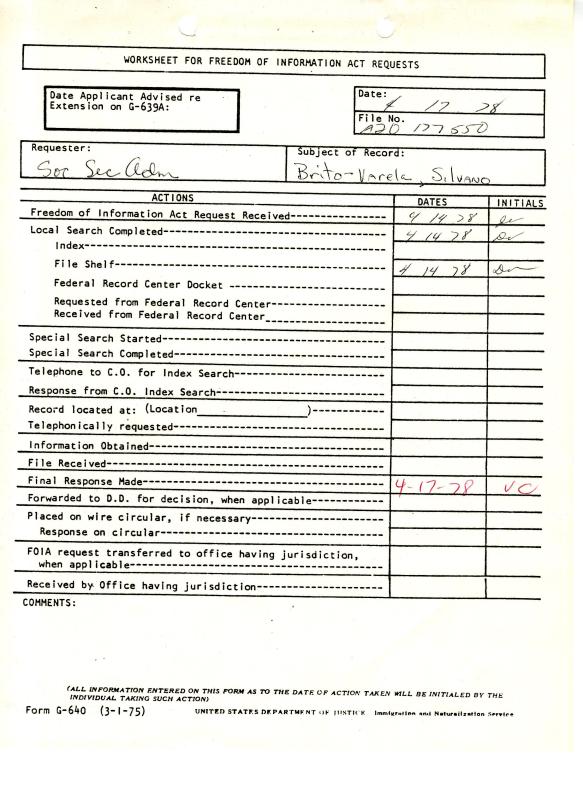 WORKSHEET FOR FREEDOM OF INFORMATION ACT REQUESTS
Date Applicant Advised re
Extension on G-639A:
Date:
4 17 78
File No.
A20 177550
Requester:
Soc Sec Adm
Subject of Record:
Brito-Varela, Silvano
ACTIONS DATES INITIALS
Freedom of Information Act Request Received---------------- 4 14 78
Local Search Completed------------------------------------- 4 14 78
Index------------------------------------------------
File Shelf------------------------------------------- 4 14 78
Federal Record Center Docket ------------------------
Requested from Federal Record Center-----------------
Received from Federal Record Center
Special Search Started-------------------------------------
Special Search Completed-----------------------------------
Telephone to C.O. for Index Search-------------------------
Response from C.O. Index Search----------------------------
Record located at: (Location______________)------------
Telephonically requested-----------------------------------
Information Obtained---------------------------------------
File Received----------------------------------------------
Final Response Made---------------------------------------- 4-17-78 VC
Forwarded to D.D. for decision, when applicable------------
Placed on wire circular, if necessary----------------------
Response on circular-------------------------------------
FOIA request transferred to office having jurisdiction,
when applicable------------------------------------------
Received by Office having jurisdiction---------------------
COMMENTS:
(ALL INFORMATION ENTERED ON THIS FORM AS TO THE DATE OF ACTION TAKEN WILL BE INITIALED BY THE
INDIVIDUAL TAKING SUCH ACTION)
Form G-640 (3-1-75) UNITED STATES DEPARTMENT OF JUSTICE Immigration and Naturalization Service